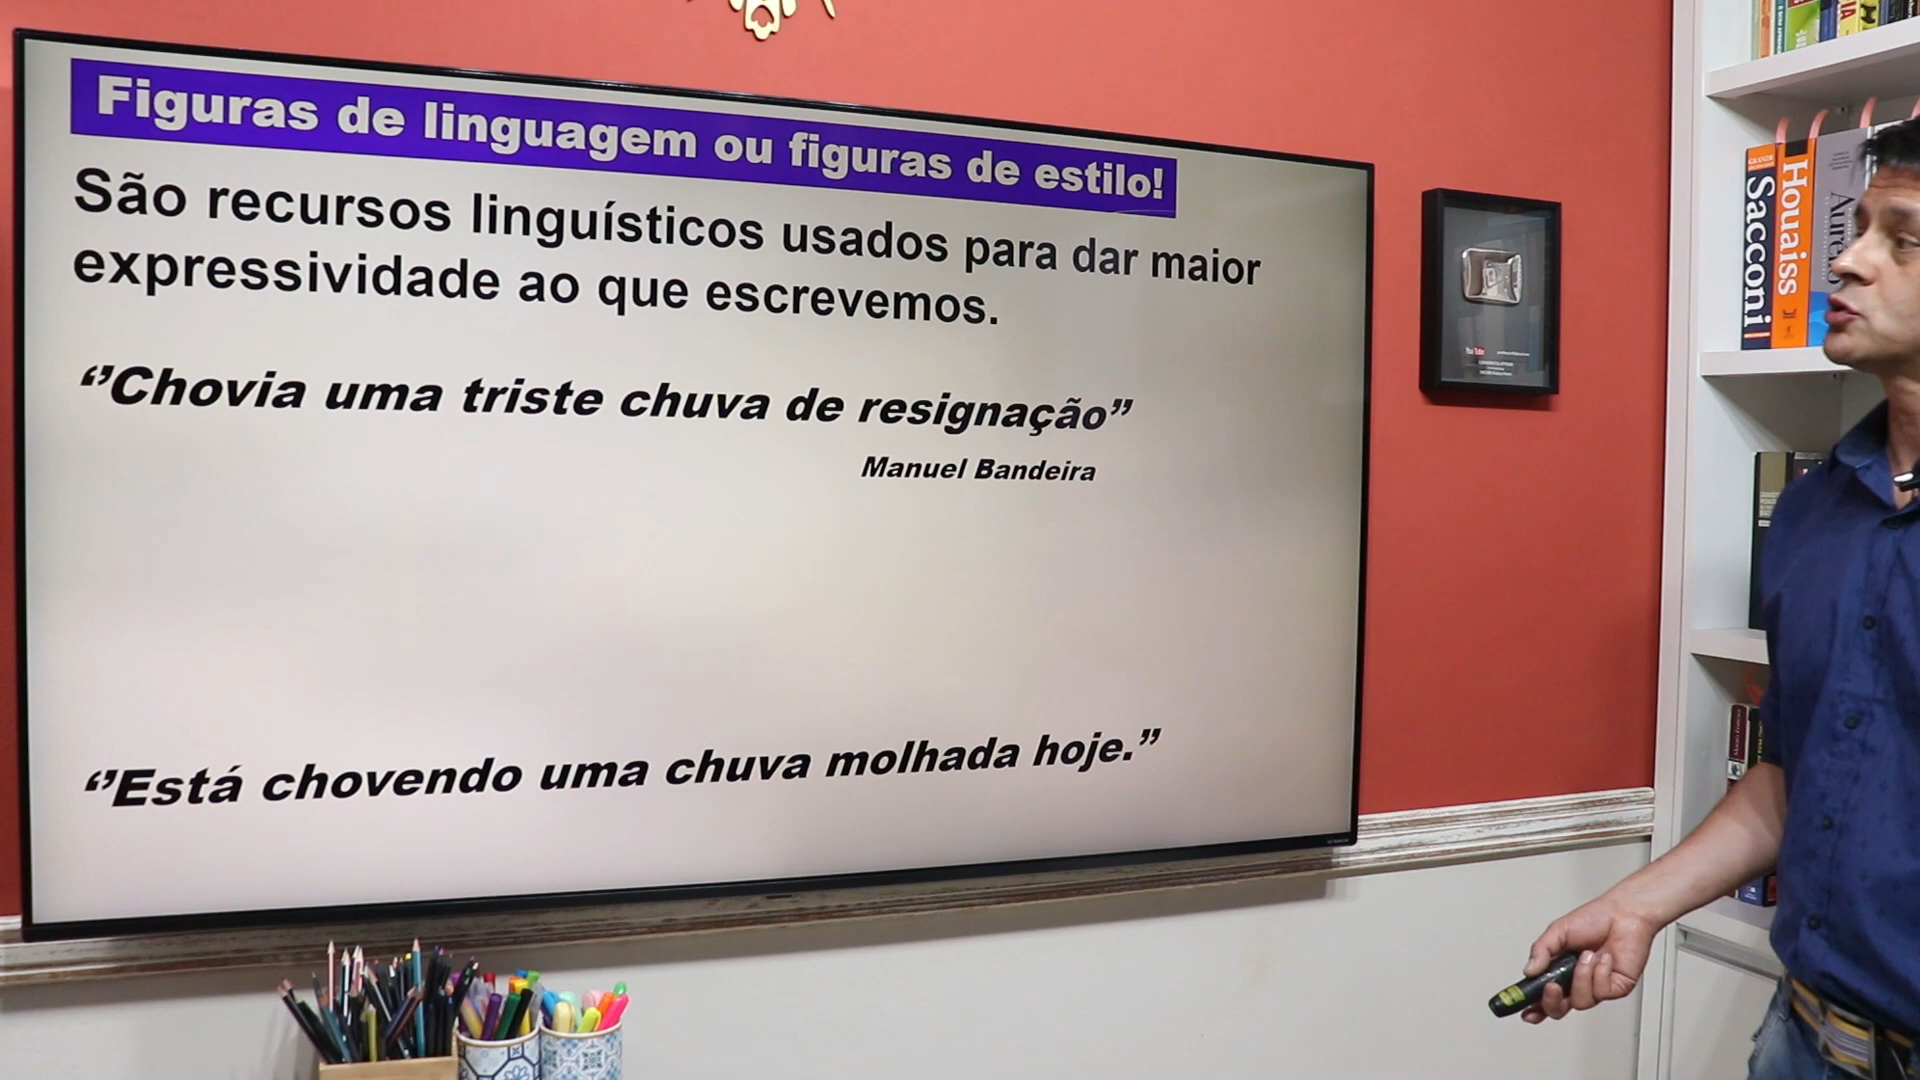 Figuras de linguagem ou figuras de estilo!
São recursos linguísticos usados para dar maior
expressividade ao que escrevemos.
“Chovia uma triste chuva de resignação”
Manuel Bandeira
“Está chovendo uma chuva molhada hoje.”
YouTube
Sacconi
Houaiss